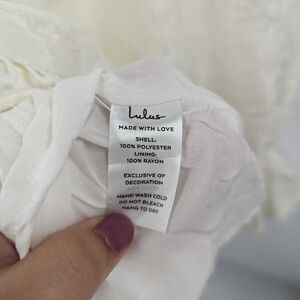 Lulus
MADE WITH LOVE
SHELL:
100% POLYESTER
LINING:
100% RAYON
EXCLUSIVE OF
DECORATION
HAND WASH COLD
DO NOT BLEACH
HANG TO DRY